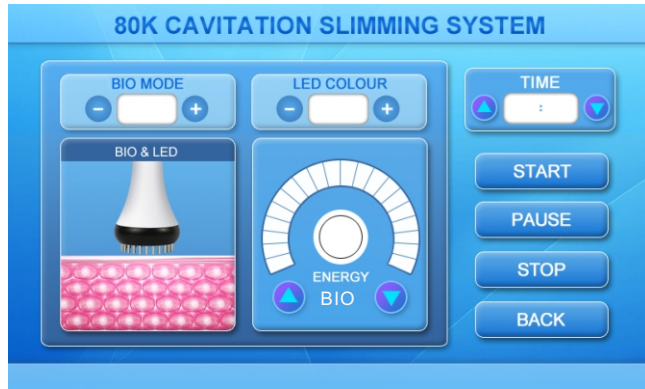 80K CAVITATION SLIMMING SYSTEM
BIO MODE
- +
LED COLOUR
- +
TIME
:
BIO & LED
ENERGY
BIO
START
PAUSE
STOP
BACK